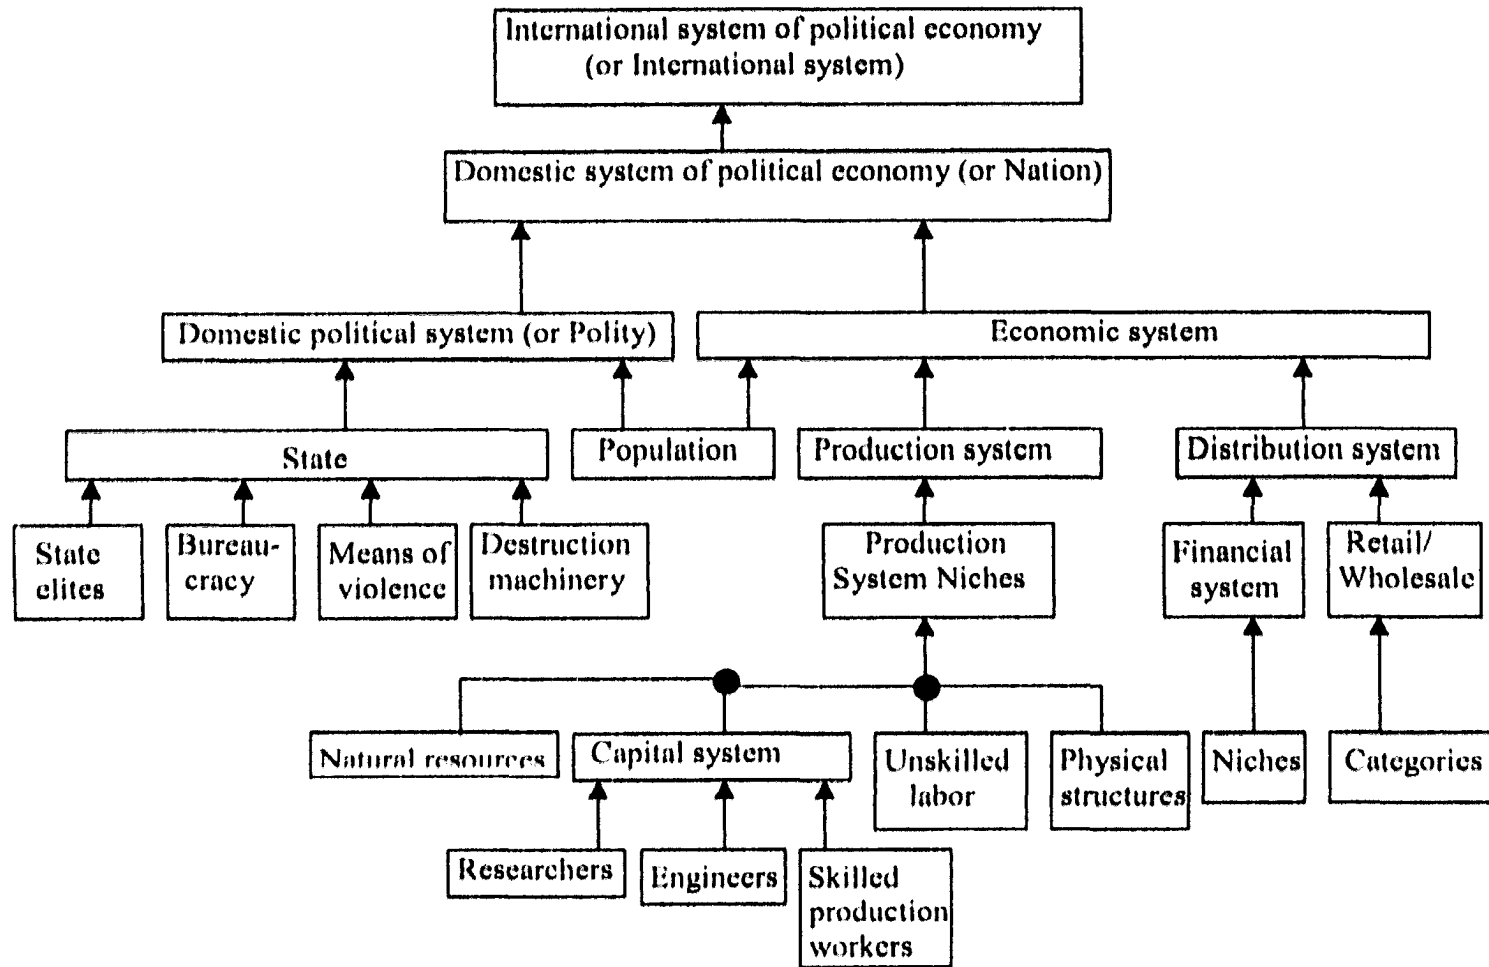 International system of political economy
(or International system)
Domestic system of political economy (or Nation)
Domestic political system (or Polity)
Economic system
State
Population
Production system
Distribution system
State
elites
Bureau-
cracy
Means of
violence
Destruction
machinery
Production
System Niches
Financial
system
Retail/
Wholesale
Natural resources
Capital system
Unskilled
labor
Physical
structures
Niches
Categories
Researchers
Engineers
Skilled
production
workers